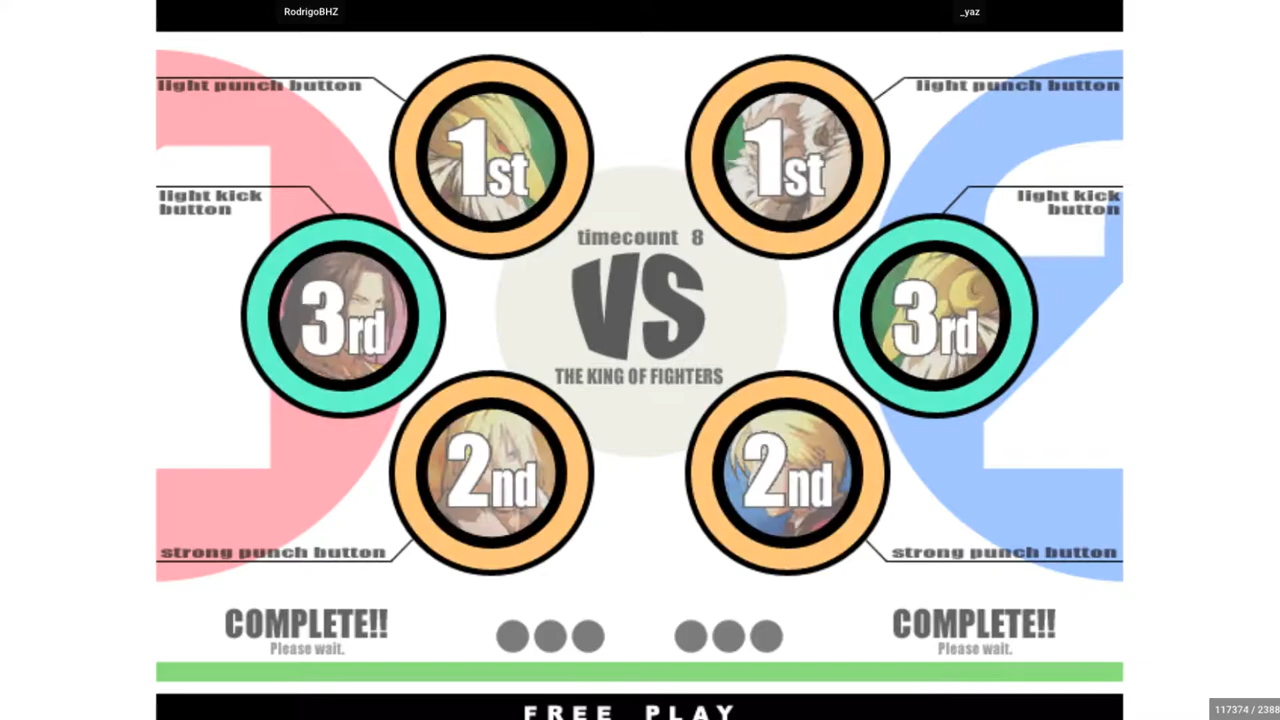 RodrigoBHZ
_yaz
light punch button
light punch button
1st
1st
light kick
button
light kick
button
timecount 8
VS
THE KING OF FIGHTERS
3rd
3rd
2nd
2nd
strong punch button
strong punch button
COMPLETE!!
Please wait.
COMPLETE!!
Please wait.
FREE PLAY
117374 / 2388